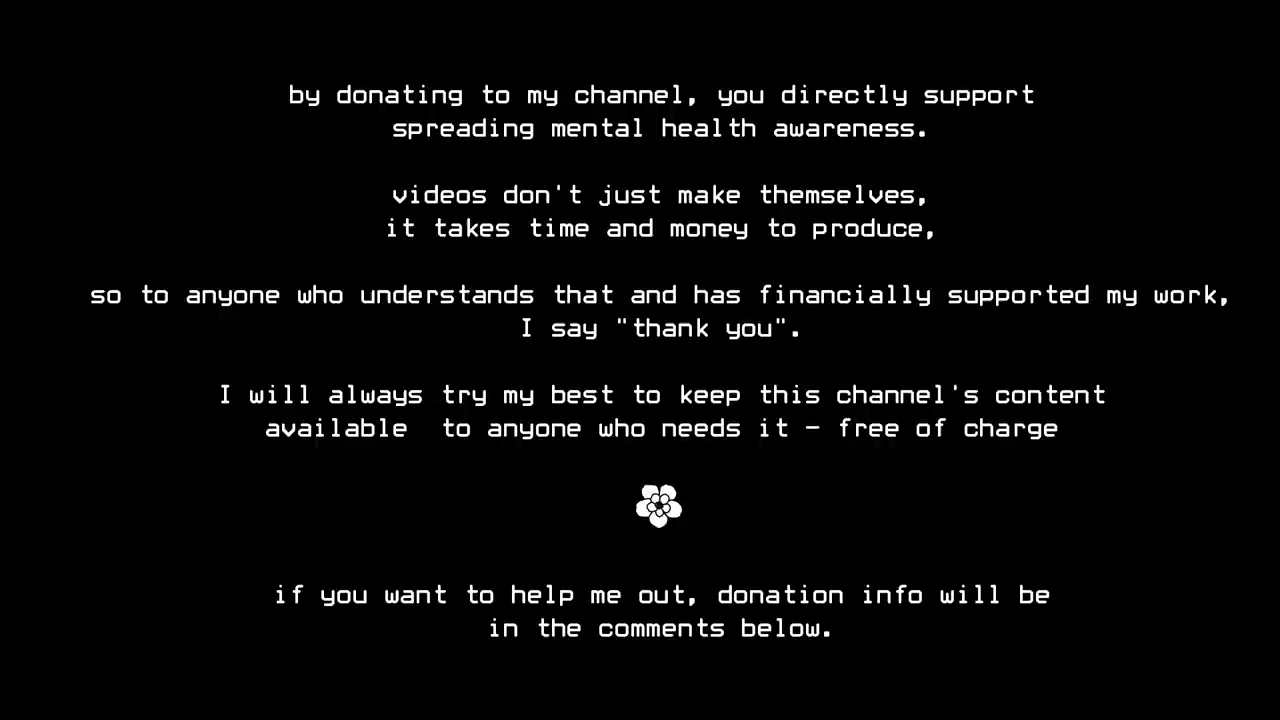 by donating to my channel, you directly support
spreading mental health awareness.
videos don't just make themselves,
it takes time and money to produce,
so to anyone who understands that and has financially supported my work,
I say "thank you".
I will always try my best to keep this channel's content
available  to anyone who needs it - free of charge
if you want to help me out, donation info will be
in the comments below.